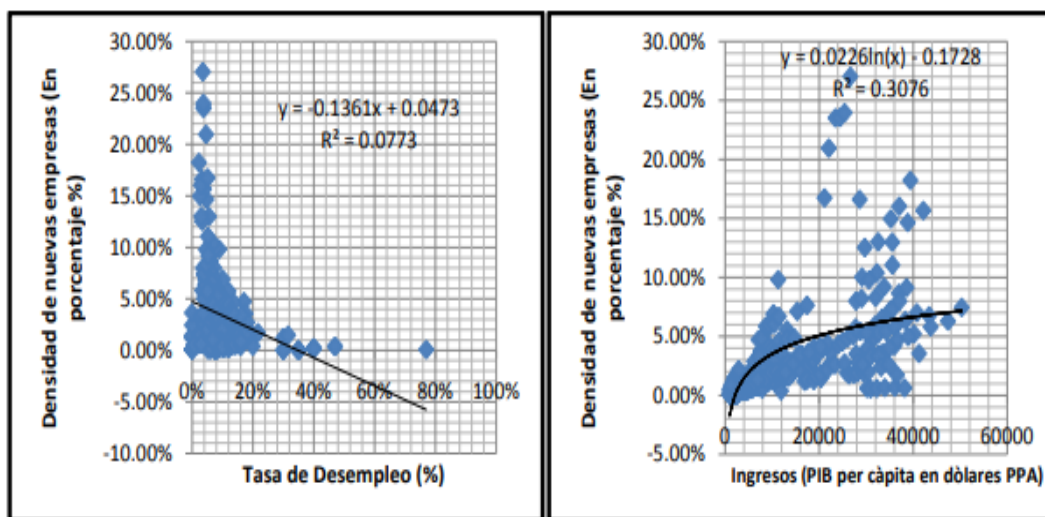 Densidad de nuevas empresas (En
porcentaje %)
30.00%
25.00%
20.00%
15.00%
10.00%
5.00%
0.00%
-5.00%
-10.00%
y = -0.1361x + 0.0473
R² = 0.0773
0% 20% 40% 60% 80% 100%
Tasa de Desempleo (%)
Densidad de nuevas empresas (En
porcentaje %)
30.00%
25.00%
20.00%
15.00%
10.00%
5.00%
0.00%
-5.00%
y = 0.0226ln(x) - 0.1728
R² = 0.3076
0 20000 40000 60000
Ingresos (PIB per càpita en dòlares PPA)